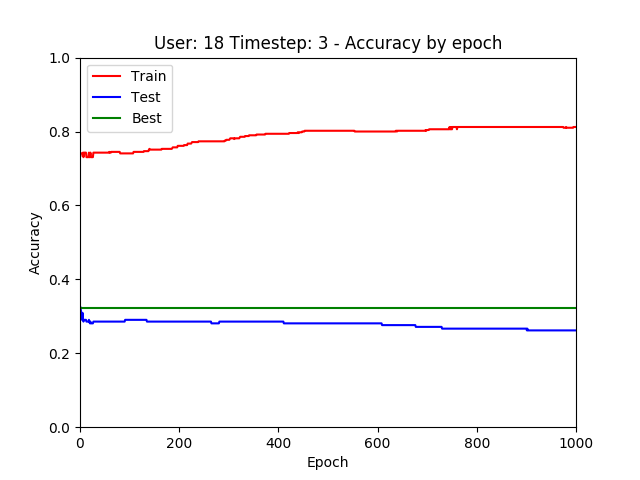 User: 18 Timestep: 3 - Accuracy by epoch
1.0
0.8
0.6
0.4
0.2
0.0
Accuracy
Train
Test
Best
0 200 400 600 800 1000
Epoch